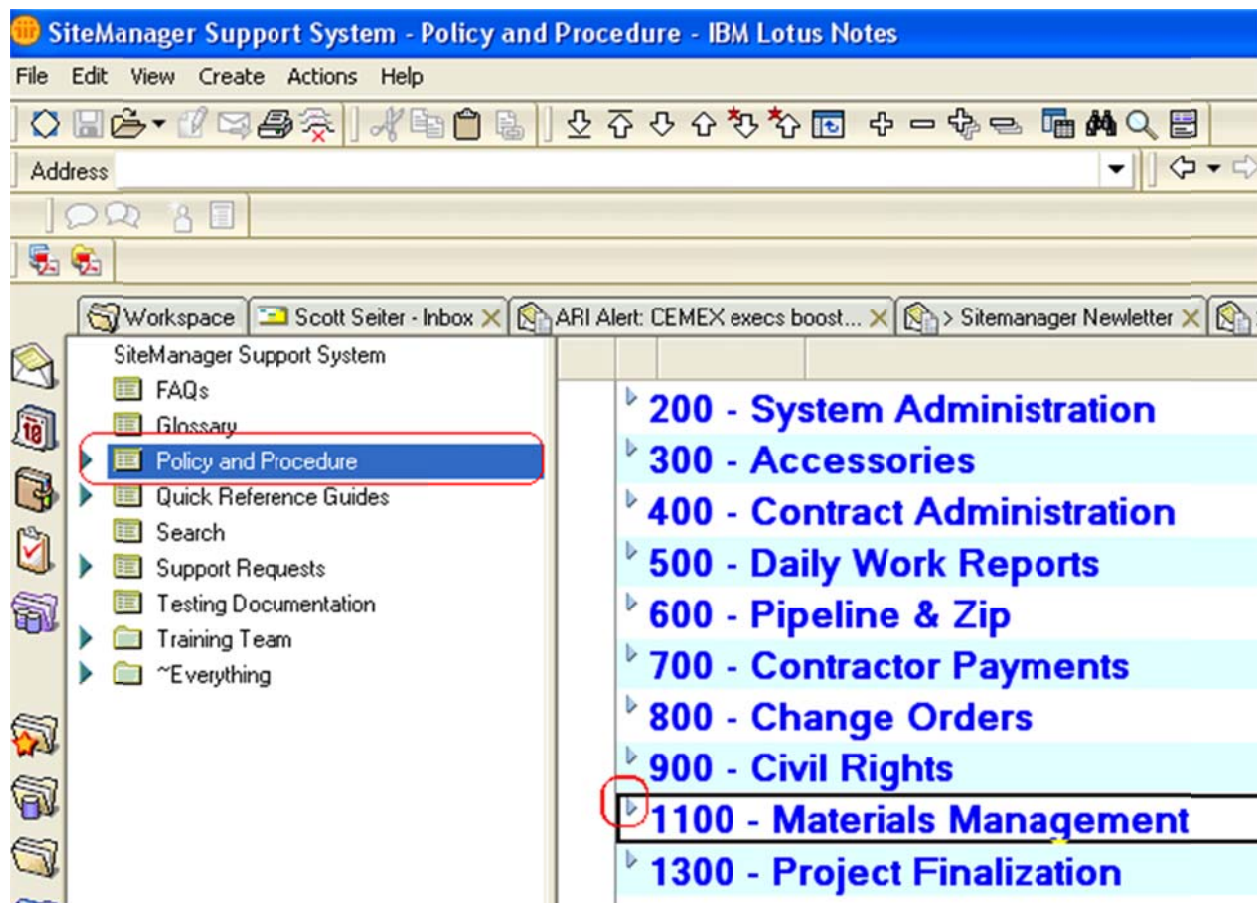 SiteManager Support System - Policy and Procedure - IBM Lotus Notes
File Edit View Create Actions Help
Address
Workspace Scott Seiter - Inbox ARI Alert: CEMEX execs boost... > Sitemanager Newletter
SiteManager Support System
FAQs
Glossary
Policy and Procedure
Quick Reference Guides
Search
Support Requests
Testing Documentation
Training Team
~Everything
200 - System Administration
300 - Accessories
400 - Contract Administration
500 - Daily Work Reports
600 - Pipeline & Zip
700 - Contractor Payments
800 - Change Orders
900 - Civil Rights
1100 - Materials Management
1300 - Project Finalization